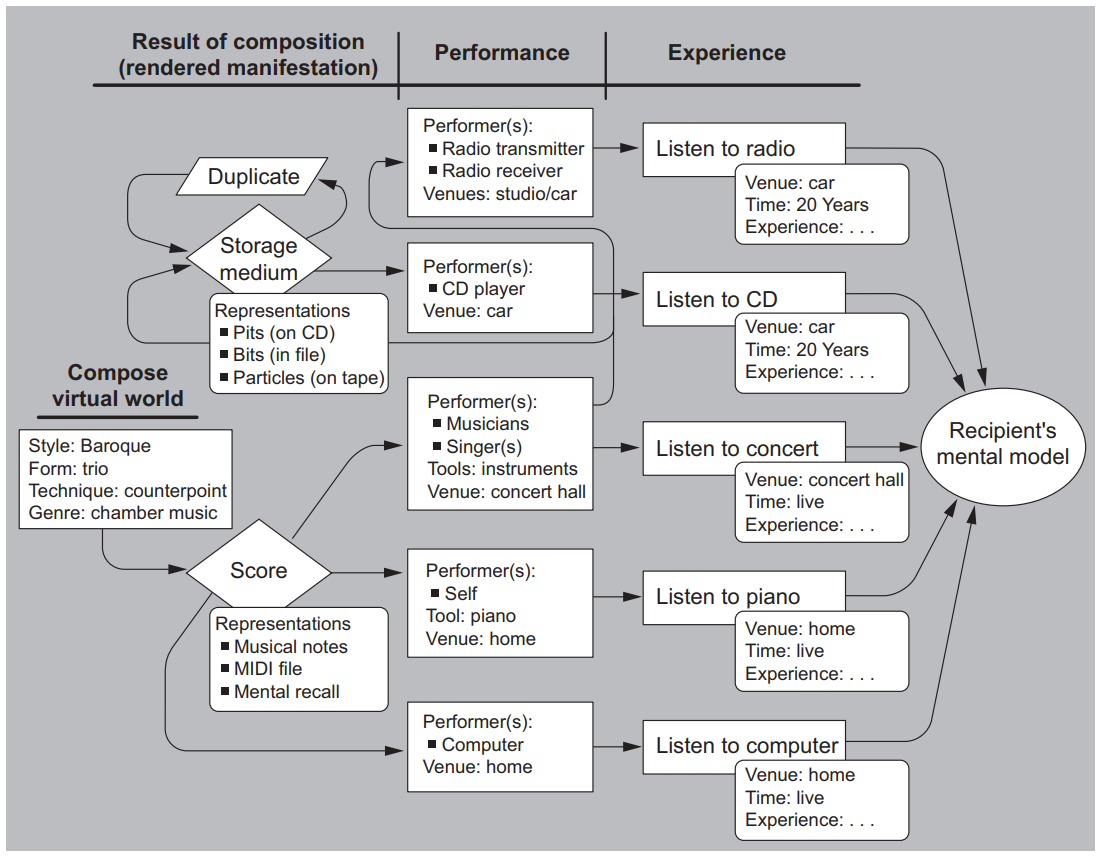 Result of composition
(rendered manifestation)
Performance
Experience
Duplicate
Storage
medium
Representations
■ Pits (on CD)
■ Bits (in file)
■ Particles (on tape)
Compose
virtual world
Style: Baroque
Form: trio
Technique: counterpoint
Genre: chamber music
Score
Representations
■ Musical notes
■ MIDI file
■ Mental recall
Performer(s):
■ Radio transmitter
■ Radio receiver
Venues: studio/car
Performer(s):
■ CD player
Venue: car
Performer(s):
■ Musicians
■ Singer(s)
Tools: instruments
Venue: concert hall
Performer(s):
■ Self
Tool: piano
Venue: home
Performer(s):
■ Computer
Venue: home
Listen to radio
Venue: car
Time: 20 Years
Experience: . . .
Listen to CD
Venue: car
Time: 20 Years
Experience: . . .
Listen to concert
Venue: concert hall
Time: live
Experience: . . .
Listen to piano
Venue: home
Time: live
Experience: . . .
Listen to computer
Venue: home
Time: live
Experience: . . .
Recipient's
mental model